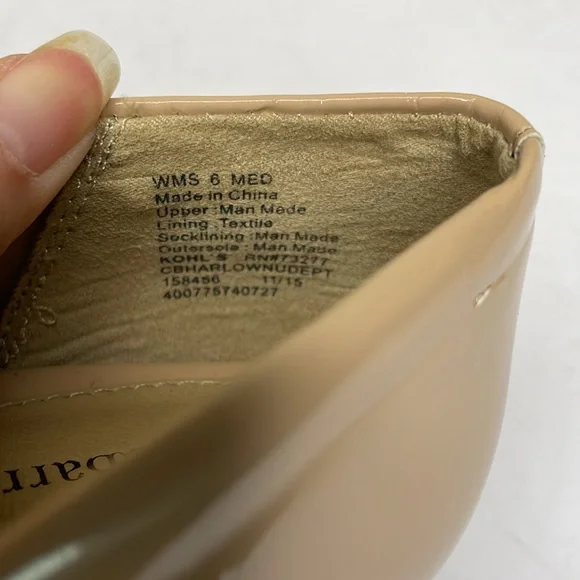 WMS 6 MED
Made in China
Upper :Man Made
Lining :Textile
Socklining :Man Made
Outersole :Man Made
KOHL'S RN#73277
CBHARLOWNUDEPT
158456 11/15
400775740727